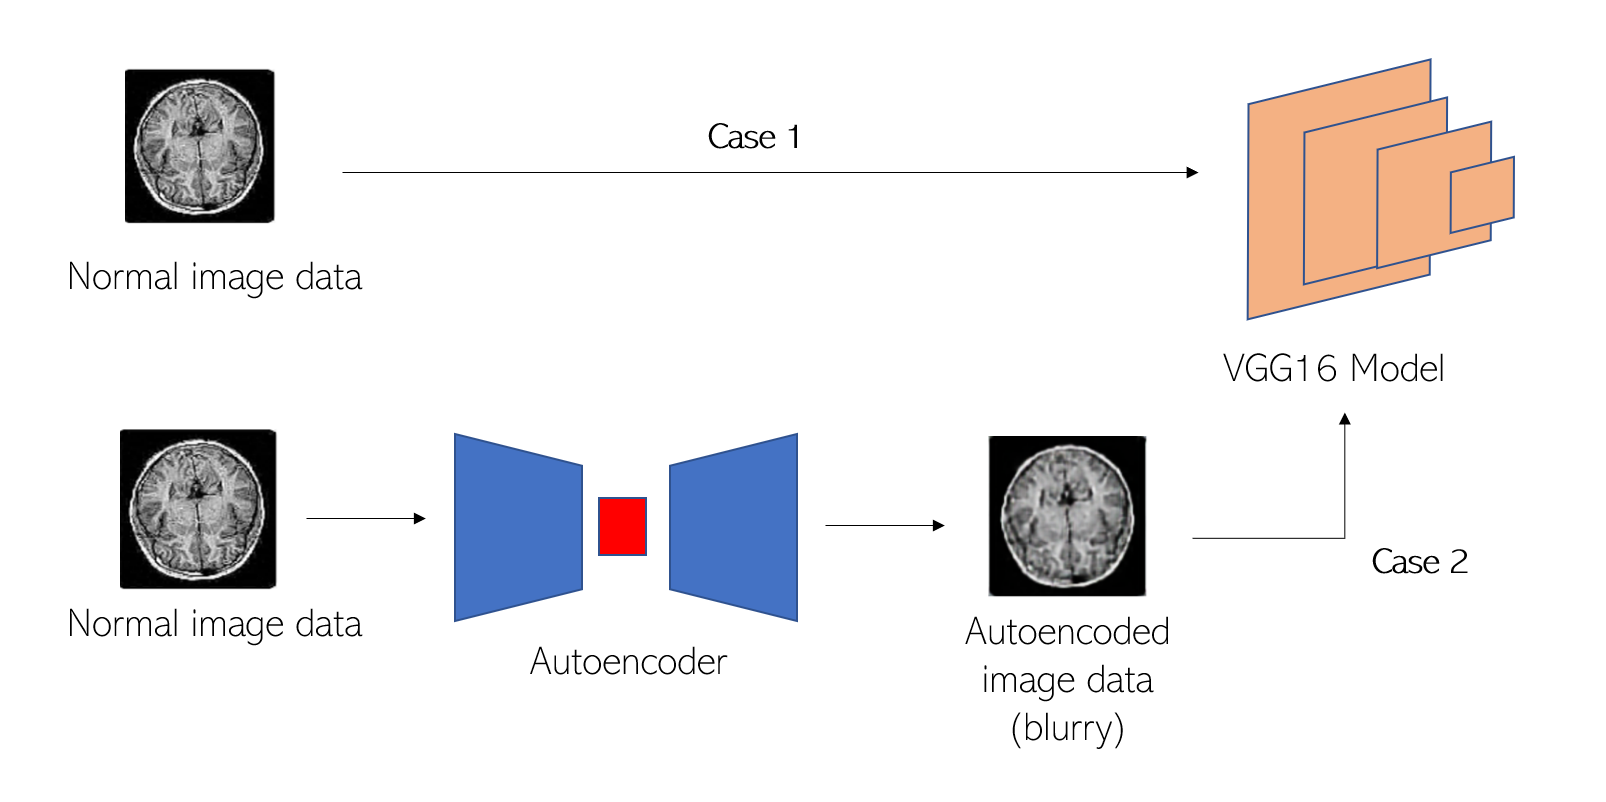 Case 1
Normal image data
VGG16 Model
Normal image data
Autoencoder
Autoencoded
image data
(blurry)
Case 2